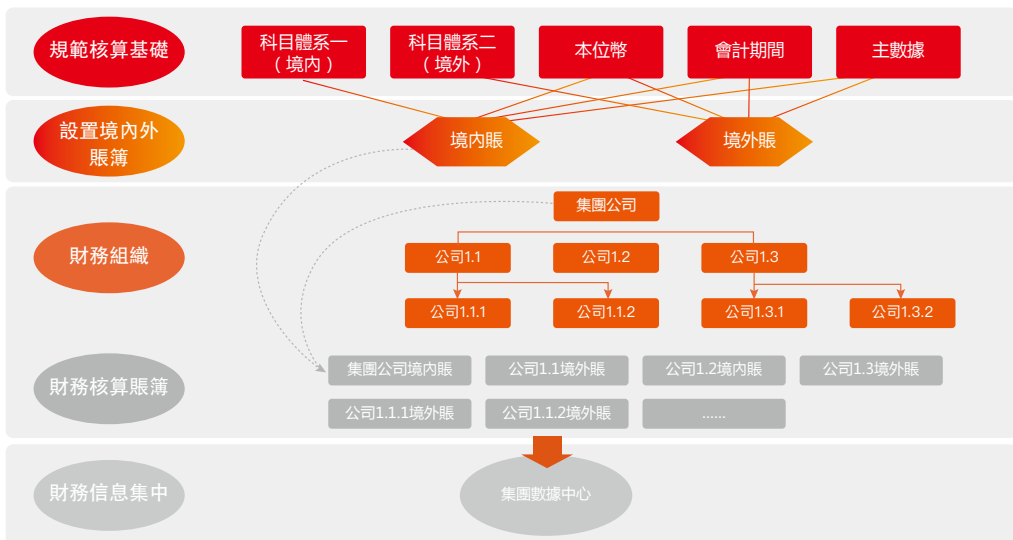 規範核算基礎
科目體系一
（境內）
科目體系二
（境外）
本位幣
會計期間
主數據
設置境內外
賬簿
境內賬
境外賬
財務組織
集團公司
公司1.1
公司1.2
公司1.3
公司1.1.1
公司1.1.2
公司1.3.1
公司1.3.2
財務核算賬簿
集團公司境內賬
公司1.1境外賬
公司1.2境內賬
公司1.3境外賬
公司1.1.1境外賬
公司1.1.2境外賬
......
財務信息集中
集團數據中心